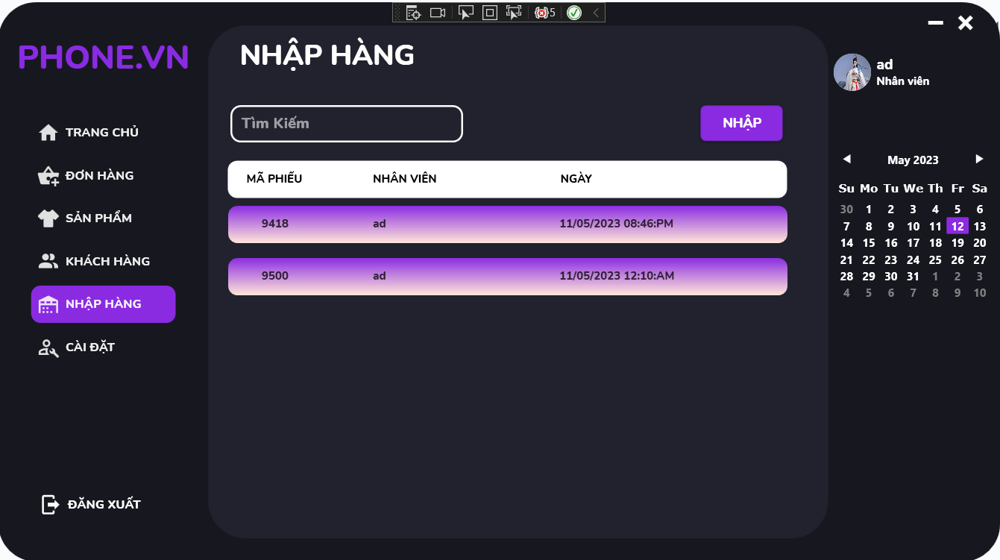 5
PHONE.VN
TRANG CHỦ
ĐƠN HÀNG
SẢN PHẨM
KHÁCH HÀNG
NHẬP HÀNG
CÀI ĐẶT
ĐĂNG XUẤT
NHẬP HÀNG
Tìm Kiếm
NHẬP
MÃ PHIẾU NHÂN VIÊN NGÀY
9418 ad 11/05/2023 08:46:PM
9500 ad 11/05/2023 12:10:AM
ad
Nhân viên
May 2023
Su Mo Tu We Th Fr Sa
30 1 2 3 4 5 6
7 8 9 10 11 12 13
14 15 16 17 18 19 20
21 22 23 24 25 26 27
28 29 30 31 1 2 3
4 5 6 7 8 9 10